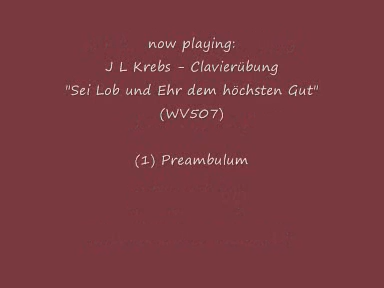 now playing:
J L Krebs - Clavierübung
"Sei Lob und Ehr dem höchsten Gut"
(WV507)
(1) Preambulum